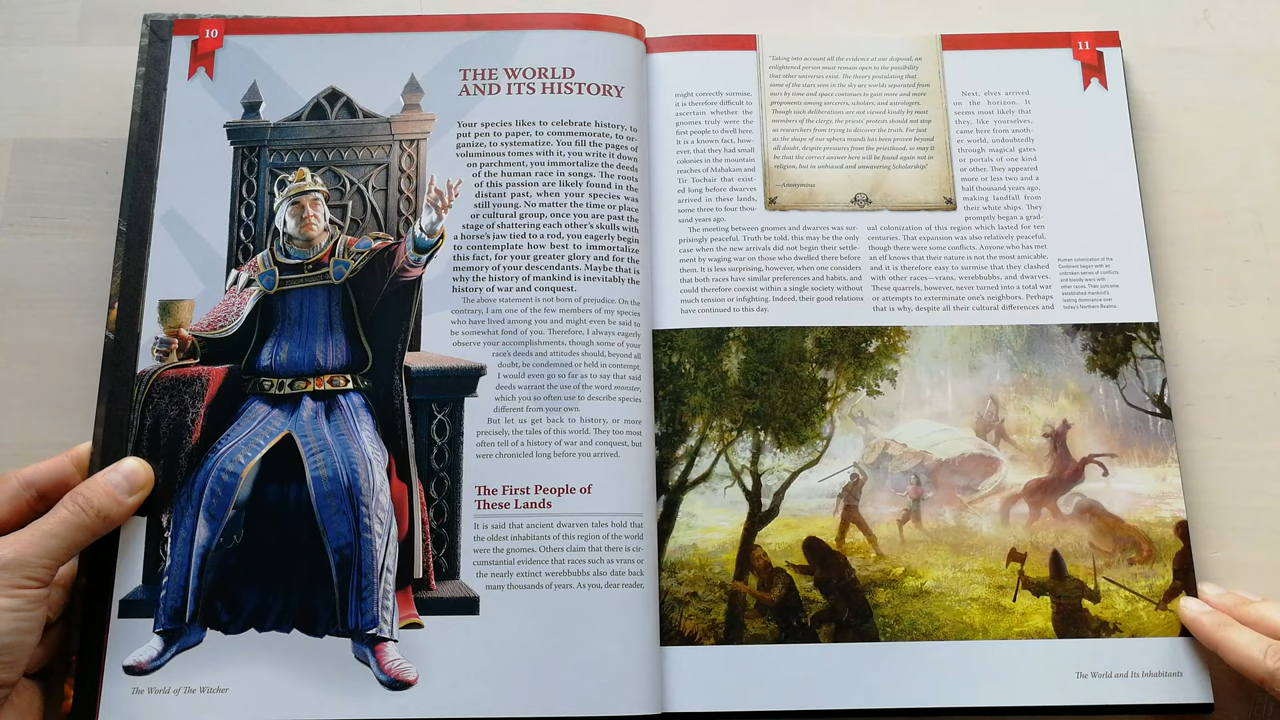 10
THE WORLD
AND ITS HISTORY
Your species likes to celebrate history, to
put pen to paper, to commemorate, to or-
ganize, to systematize. You fill the pages of
voluminous tomes with it, you write it down
on parchment, you immortalize the deeds
of the human race in songs. The roots
of this passion are likely found in the
distant past, when your species was
still young. No matter the time or place
or cultural group, once you are past the
stage of shattering each other's skulls with
a horse's jaw tied to a rod, you eagerly begin
to contemplate how best to immortalize
this fact, for your greater glory and the
memory of your descendants. Maybe that is
why the history of mankind is inevitably the
history of war and conquest.
The above statement is not born of prejudice. On the
contrary, I am one of the few members of my species
who have lived among you and might even be said to
be somewhat fond of you. Therefore, I always eagerly
observe your accomplishments, though some of your
race's deeds and attitudes should, beyond all
doubt, be condemned or held in contempt.
I would even go so far as to say that said
deeds warrant the use of the word monster,
which you so often use to describe species
different from your own.
But let us get back to history, or more
precisely, the tales of this world. They too most
often tell of a history of war and conquest, but
were chronicled long before you arrived.
The First People of
These Lands
It is said that ancient dwarven tales hold that
the oldest inhabitants of this region of the world
were the gnomes. Others claim that there is cir-
cumstantial evidence that races such as vrans or
the nearly extinct werebbubbs also date back
many thousands of years. As you, dear reader,
The World of The Witcher
11
"Taking into account all the evidence at our disposal, an
enlightened person must remain open to the possibility
that other universes exist. The theory postulating that
some of the stars seen in the sky are worlds separated from
ours by time and space continues to gain more and more
proponents among sorcerers, scholars, and astrologers.
Though such deliberations are not viewed kindly by most
members of the clergy, the priests' protests should not stop
us researchers from trying to discover the truth. For just
as the shape of our sphera mundi has been proven beyond
all doubt, despite pressures from the priesthood, so may it
be that the correct answer here will be found again not in
religion, but in unbiased and unwavering Scholarship."
—Anonymous
might correctly surmise,
it is therefore difficult to
ascertain whether the
gnomes truly were the
first people to dwell here.
It is a known fact, how-
ever, that they had small
colonies in the mountain
reaches of Mahakam and
Tir Tochair that exist-
ed long before dwarves
arrived in these lands,
some three to four thou-
sand years ago.
The meeting between gnomes and dwarves was sur-
prisingly peaceful. Truth be told, this may be the only
case when the new arrivals did not begin their settle-
ment by waging war on those who dwelled there before
them. It is less surprising, however, when one considers
that both races have similar preferences and habits, and
could therefore coexist within a single society without
much tension or infighting. Indeed, their good relations
have continued to this day.
Next, elves arrived
on the horizon. It
seems most likely that
they, like yourselves,
came here from anoth-
er world, undoubtedly
through magical gates
or portals of one kind
or other. They appeared
more or less two and a
half thousand years ago,
making landfall from
their white ships. They
promptly began a grad-
ual colonization of this region which lasted for ten
centuries. That expansion was also relatively peaceful,
though there were some conflicts. Anyone who has met
an elf knows that their nature is not the most amicable,
and it is therefore easy to surmise that they clashed
with other races—vrans, werebbubbs, and dwarves.
These quarrels, however, never turned into a total war
or attempts to exterminate one's neighbors. Perhaps
that is why, despite all their cultural differences and
Human colonization of the
Continent began with an
unbroken series of conflicts
and bloody wars with
other races. Their outcome
established mankind's
lasting dominance over
today's Northern Realms.
The World and Its Inhabitants